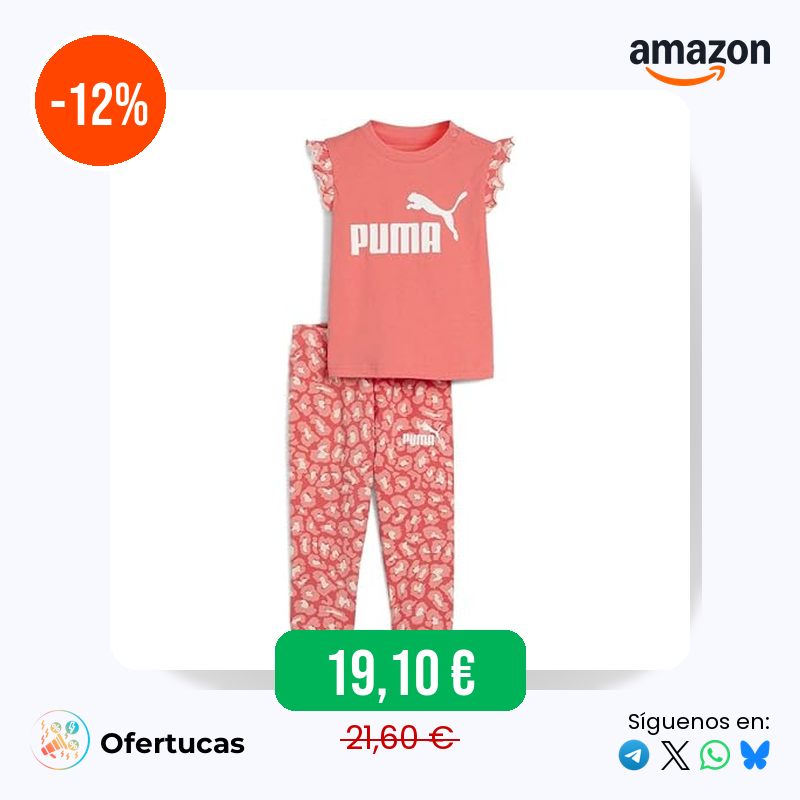 -12%
amazon
PUMA
PUMA
19,10 €
21,60 €
Ofertucas
Síguenos en: